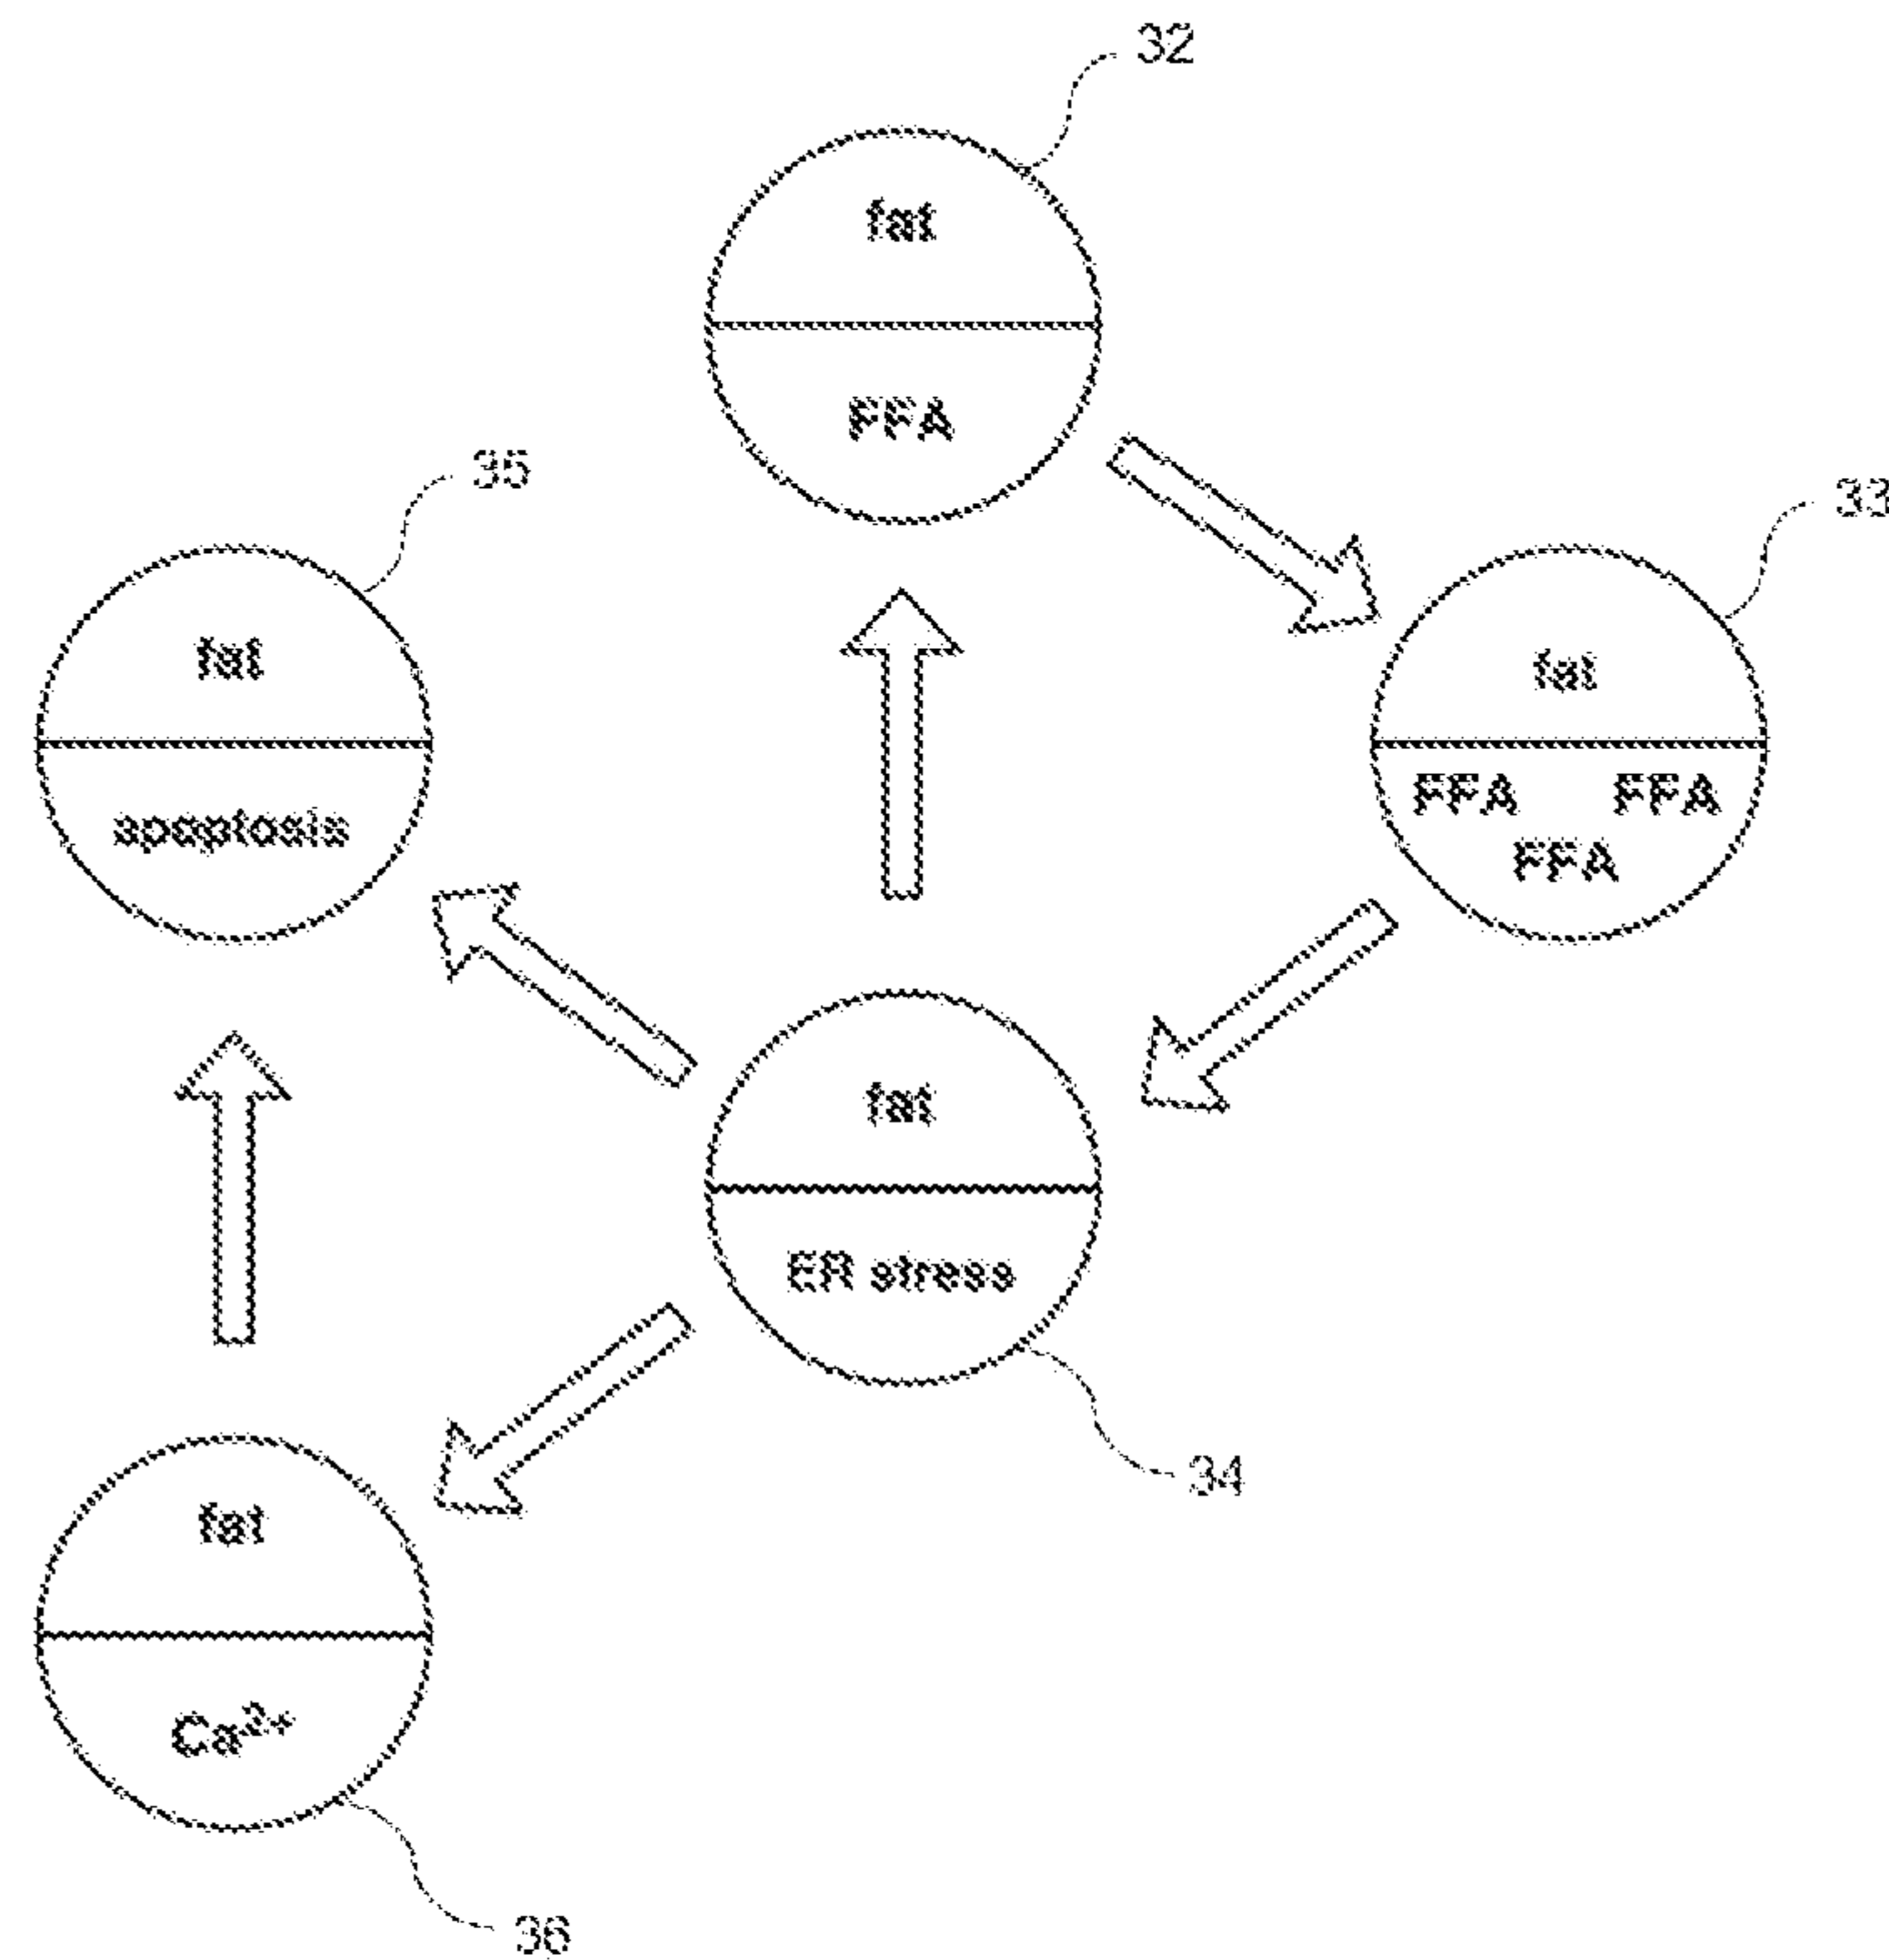 32
fat
FFA
35
33
fat
apoptosis
fat
FFA FFA
FFA
fat
ER stress
34
fat
Ca²⁺
36